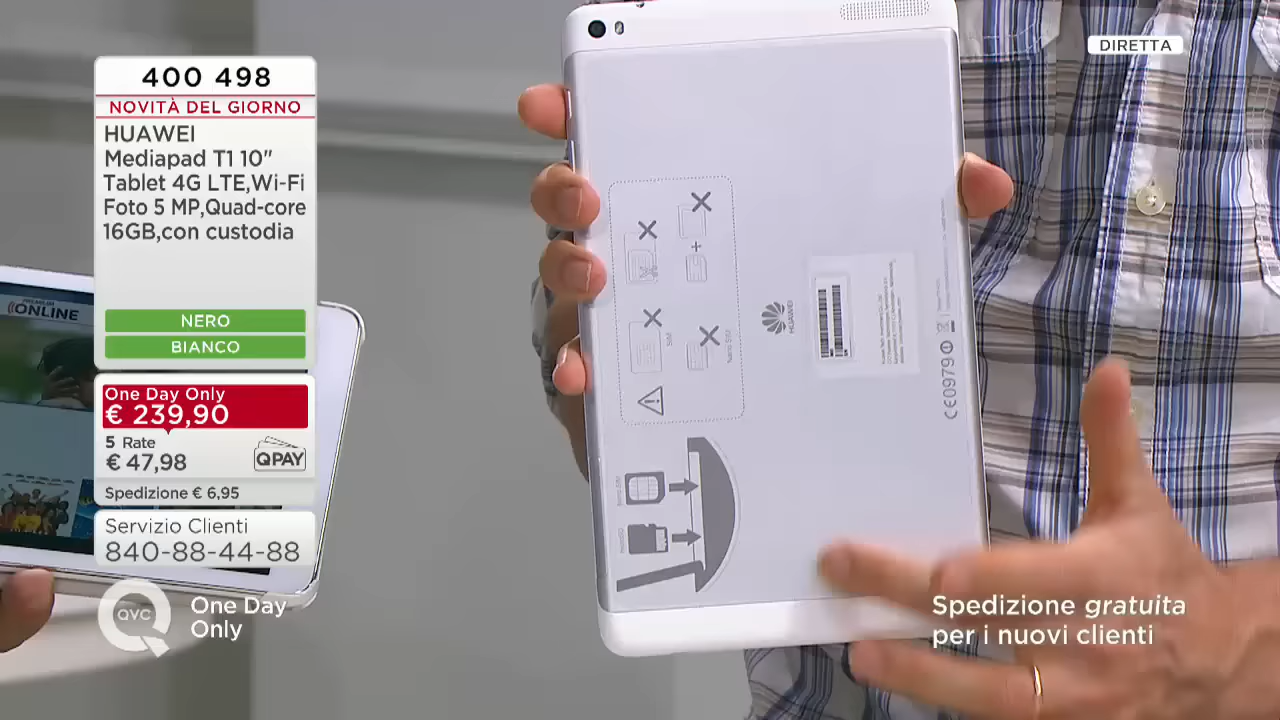 400 498
NOVITÀ DEL GIORNO
HUAWEI
Mediapad T1 10"
Tablet 4G LTE,Wi-Fi
Foto 5 MP,Quad-core
16GB,con custodia
NERO
BIANCO
One Day Only
€ 239,90
5 Rate
€ 47,98
QPAY
Spedizione € 6,95
Servizio Clienti
840-88-44-88
QVC
One Day
Only
DIRETTA
ONLINE
HUAWEI
CE0979
Spedizione gratuita
per i nuovi clienti